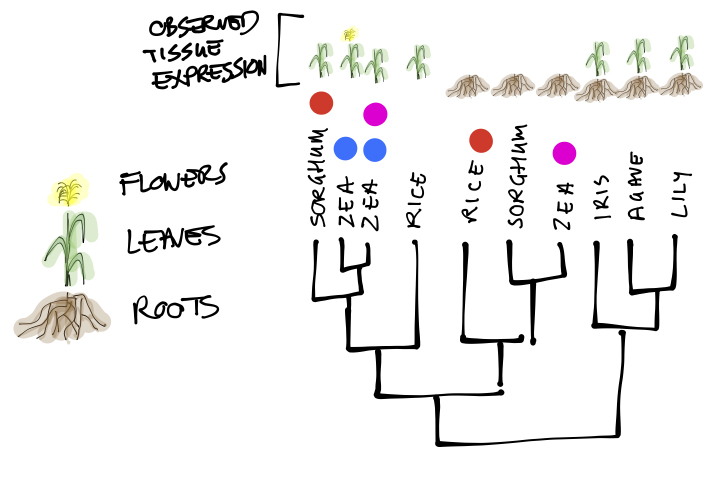 OBSERVED
TISSUE
EXPRESSION
FLOWERS
LEAVES
ROOTS
SORGHUM
ZEA
ZEA
RICE
RICE
SORGHUM
ZEA
IRIS
AGAVE
LILY